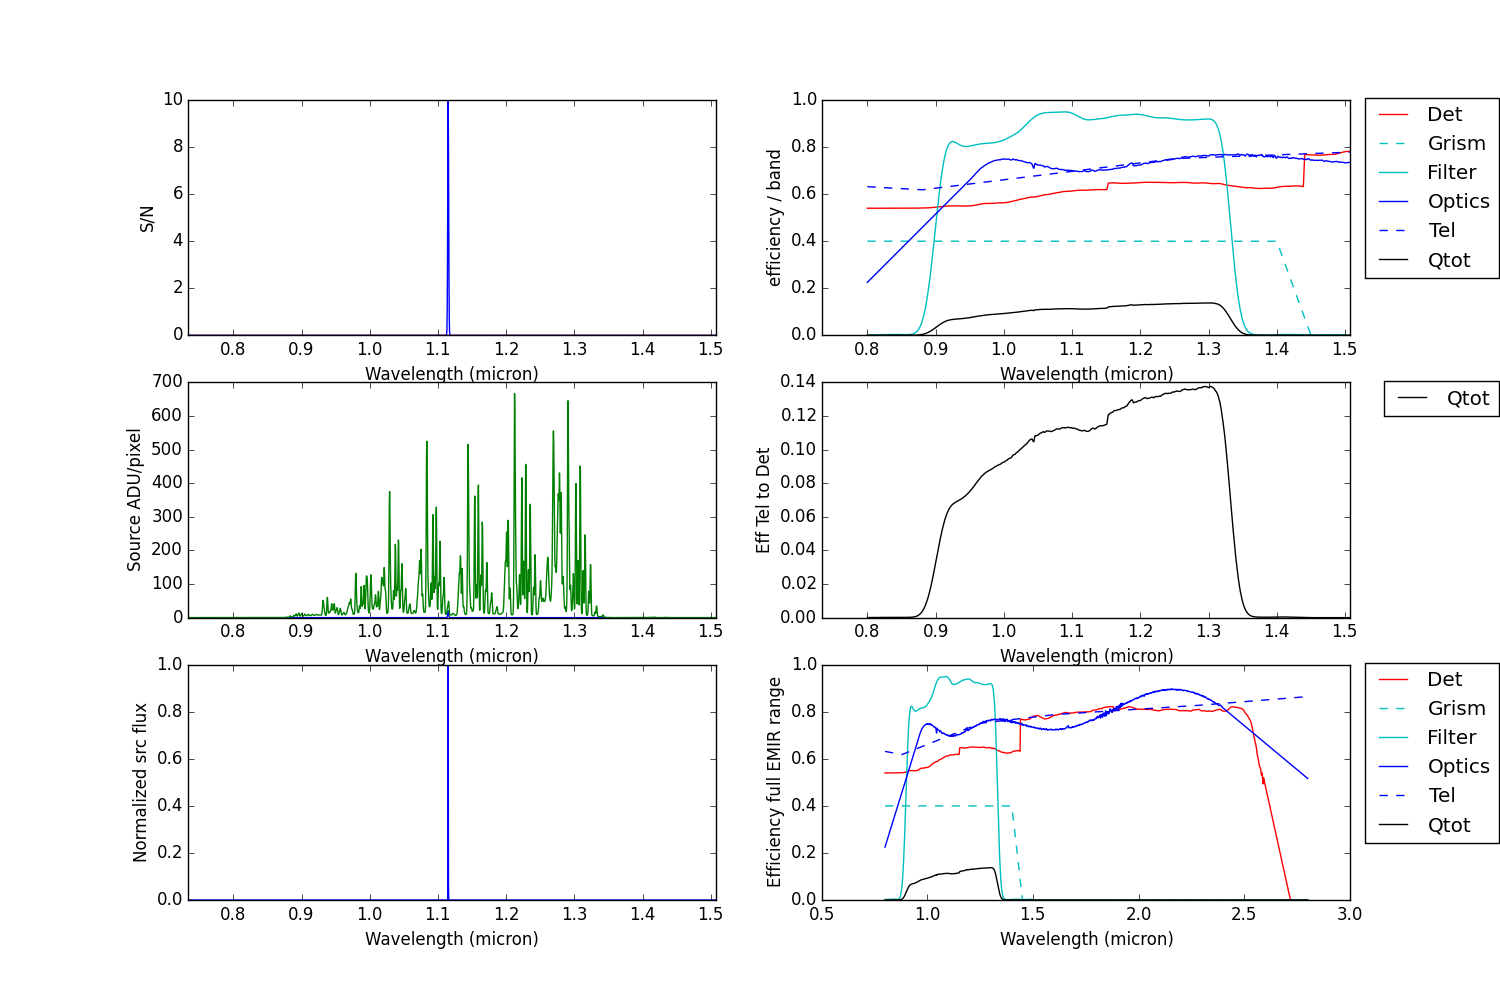 10
8
6
4
2
0
S/N
0.8 0.9 1.0 1.1 1.2 1.3 1.4 1.5
Wavelength (micron)
1.0
0.8
0.6
0.4
0.2
0.0
efficiency / band
0.8 0.9 1.0 1.1 1.2 1.3 1.4 1.5
Wavelength (micron)
Det
Grism
Filter
Optics
Tel
Qtot
700
600
500
400
300
200
100
0
Source ADU/pixel
0.8 0.9 1.0 1.1 1.2 1.3 1.4 1.5
Wavelength (micron)
0.14
0.12
0.10
0.08
0.06
0.04
0.02
0.00
Eff Tel to Det
0.8 0.9 1.0 1.1 1.2 1.3 1.4 1.5
Wavelength (micron)
Qtot
1.0
0.8
0.6
0.4
0.2
0.0
Normalized src flux
0.8 0.9 1.0 1.1 1.2 1.3 1.4 1.5
Wavelength (micron)
1.0
0.8
0.6
0.4
0.2
0.0
Efficiency full EMIR range
0.5 1.0 1.5 2.0 2.5 3.0
Wavelength (micron)
Det
Grism
Filter
Optics
Tel
Qtot